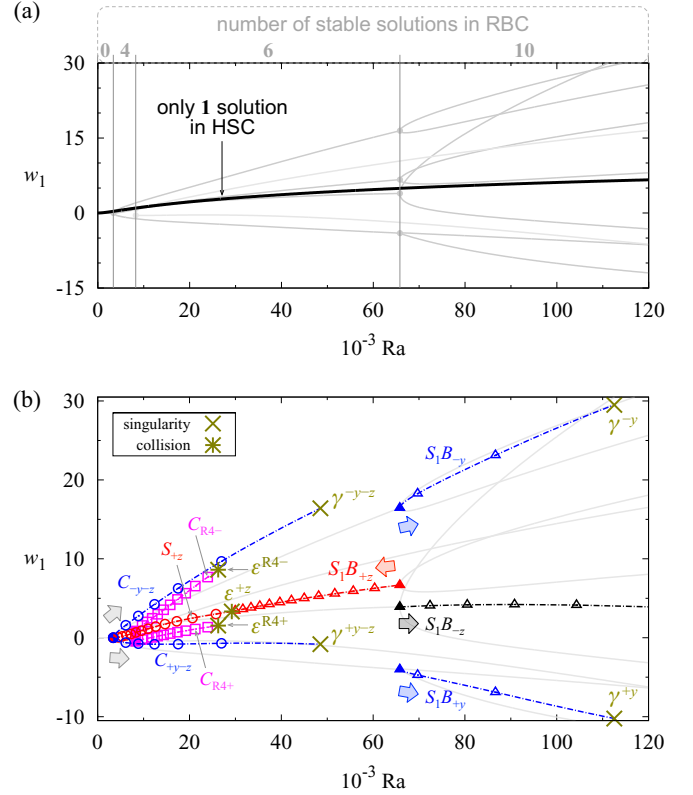 (a)
number of stable solutions in RBC
0 4 6 10
30
15
0
-15
w1
only 1 solution
in HSC
0 20 40 60 80 100 120
10⁻³ Ra
(b)
30
20
10
0
-10
w1
singularity
collision
γ⁻ʸ
S1B−y
γ⁻ʸ⁻ᶻ
CR4−
S+z
εR4−
ε+z
S1B+z
C−y−z
εR4+
γ⁺ʸ⁻ᶻ
S1B−z
C+y−z
CR4+
S1B+y
γ⁺ʸ
0 20 40 60 80 100 120
10⁻³ Ra